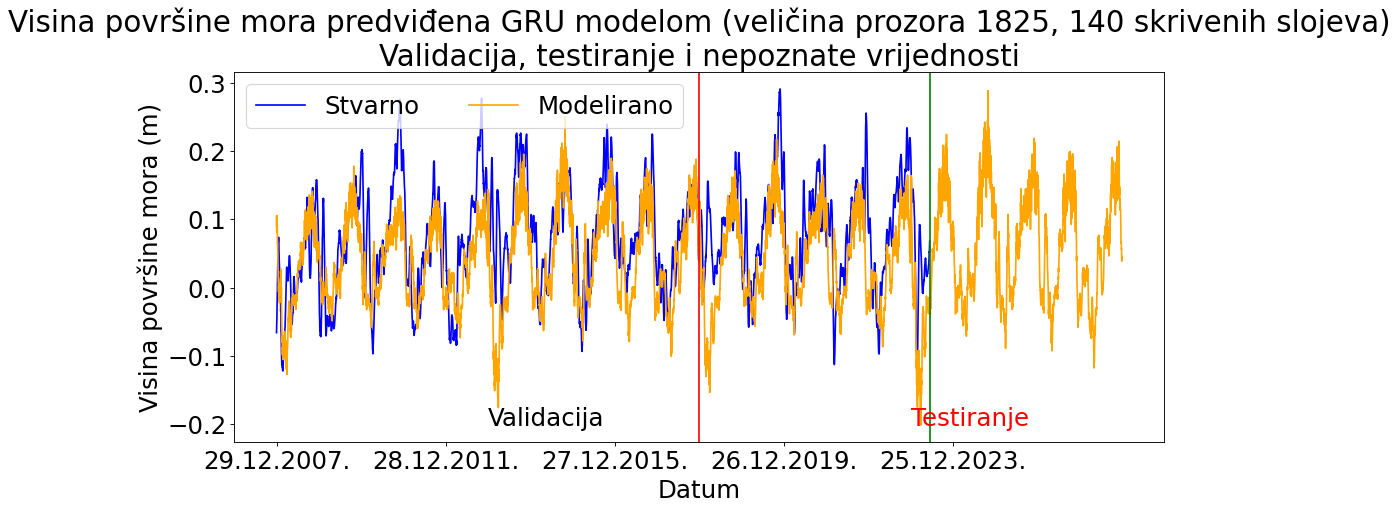 Visina površine mora predviđena GRU modelom (veličina prozora 1825, 140 skrivenih slojeva)
Validacija, testiranje i nepoznate vrijednosti
Stvarno
Modelirano
Visina površine mora (m)
0.3
0.2
0.1
0.0
−0.1
−0.2
Validacija
Testiranje
29.12.2007.
28.12.2011.
27.12.2015.
26.12.2019.
25.12.2023.
Datum